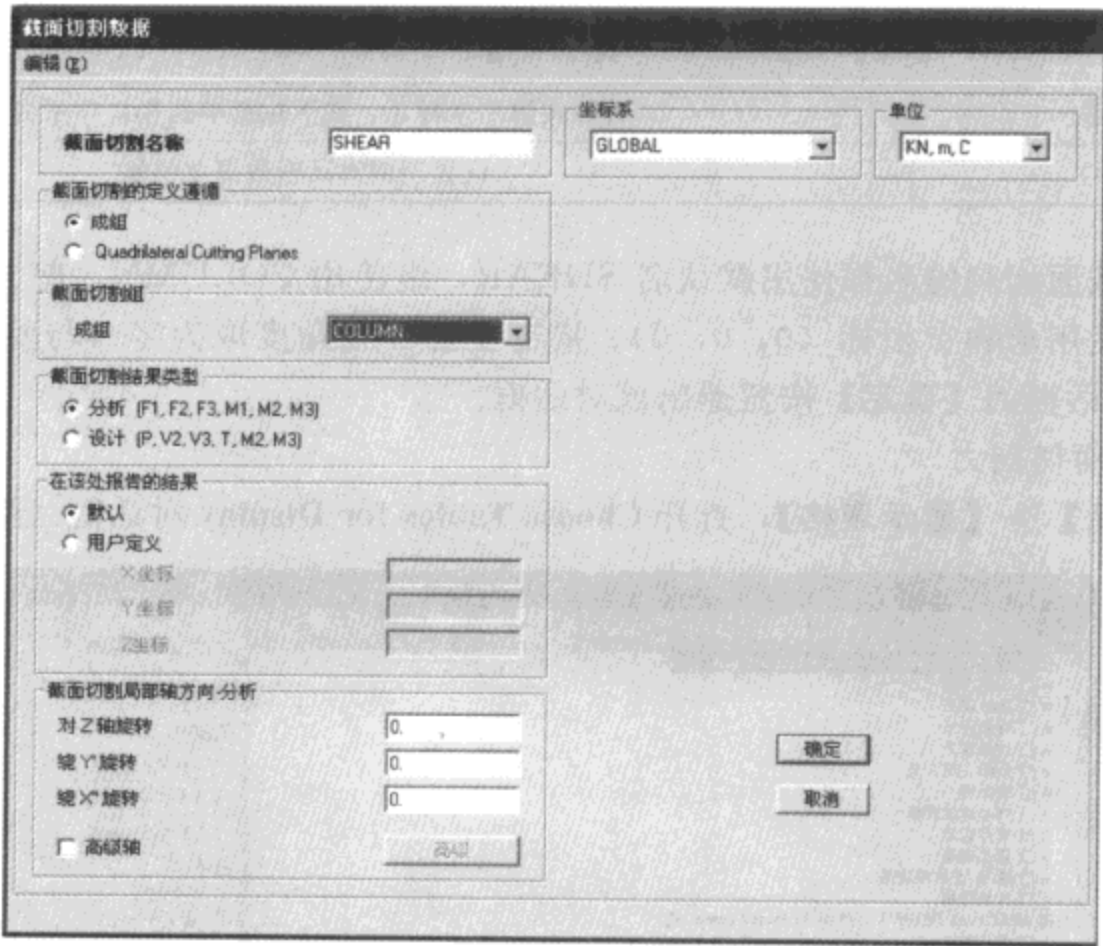 截面切割数据
编辑(E)
截面切割名称 SHEAR
坐标系
GLOBAL
单位
KN, m, C
截面切割的定义遵循
成组
Quadrilateral Cutting Planes
截面切割组
成组 COLUMN
截面切割结果类型
分析 (F1, F2, F3, M1, M2, M3)
设计 (P, V2, V3, T, M2, M3)
在该处报告的结果
默认
用户定义
X坐标
Y坐标
Z坐标
截面切割局部轴方向-分析
对 Z 轴旋转 0.
绕 Y' 旋转 0.
绕 X" 旋转 0.
高级轴
确定
取消